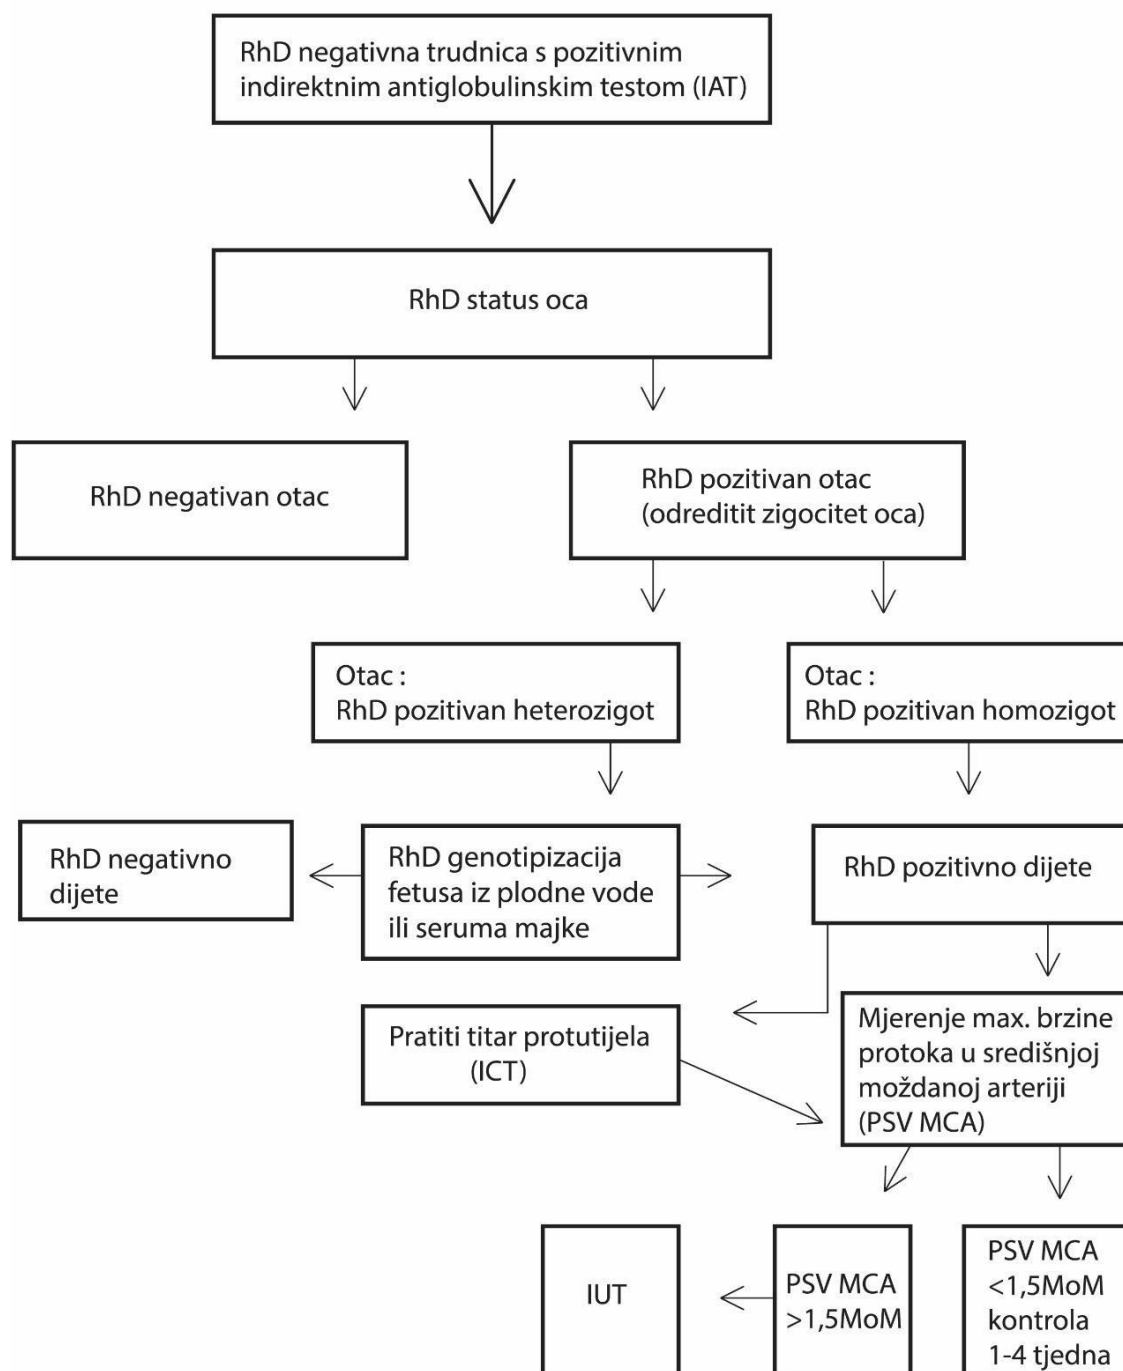 RhD negativna trudnica s pozitivnim
indirektnim antiglobulinskim testom (IAT)
RhD status oca
RhD negativan otac
RhD pozitivan otac
(odreditit zigocitet oca)
Otac :
RhD pozitivan heterozigot
Otac :
RhD pozitivan homozigot
RhD negativno
dijete
RhD genotipizacija
fetusa iz plodne vode
ili seruma majke
RhD pozitivno dijete
Pratiti titar protutijela
(ICT)
Mjerenje max. brzine
protoka u središnjoj
moždanoj arteriji
(PSV MCA)
IUT
PSV MCA
>1,5MoM
PSV MCA
<1,5MoM
kontrola
1-4 tjedna